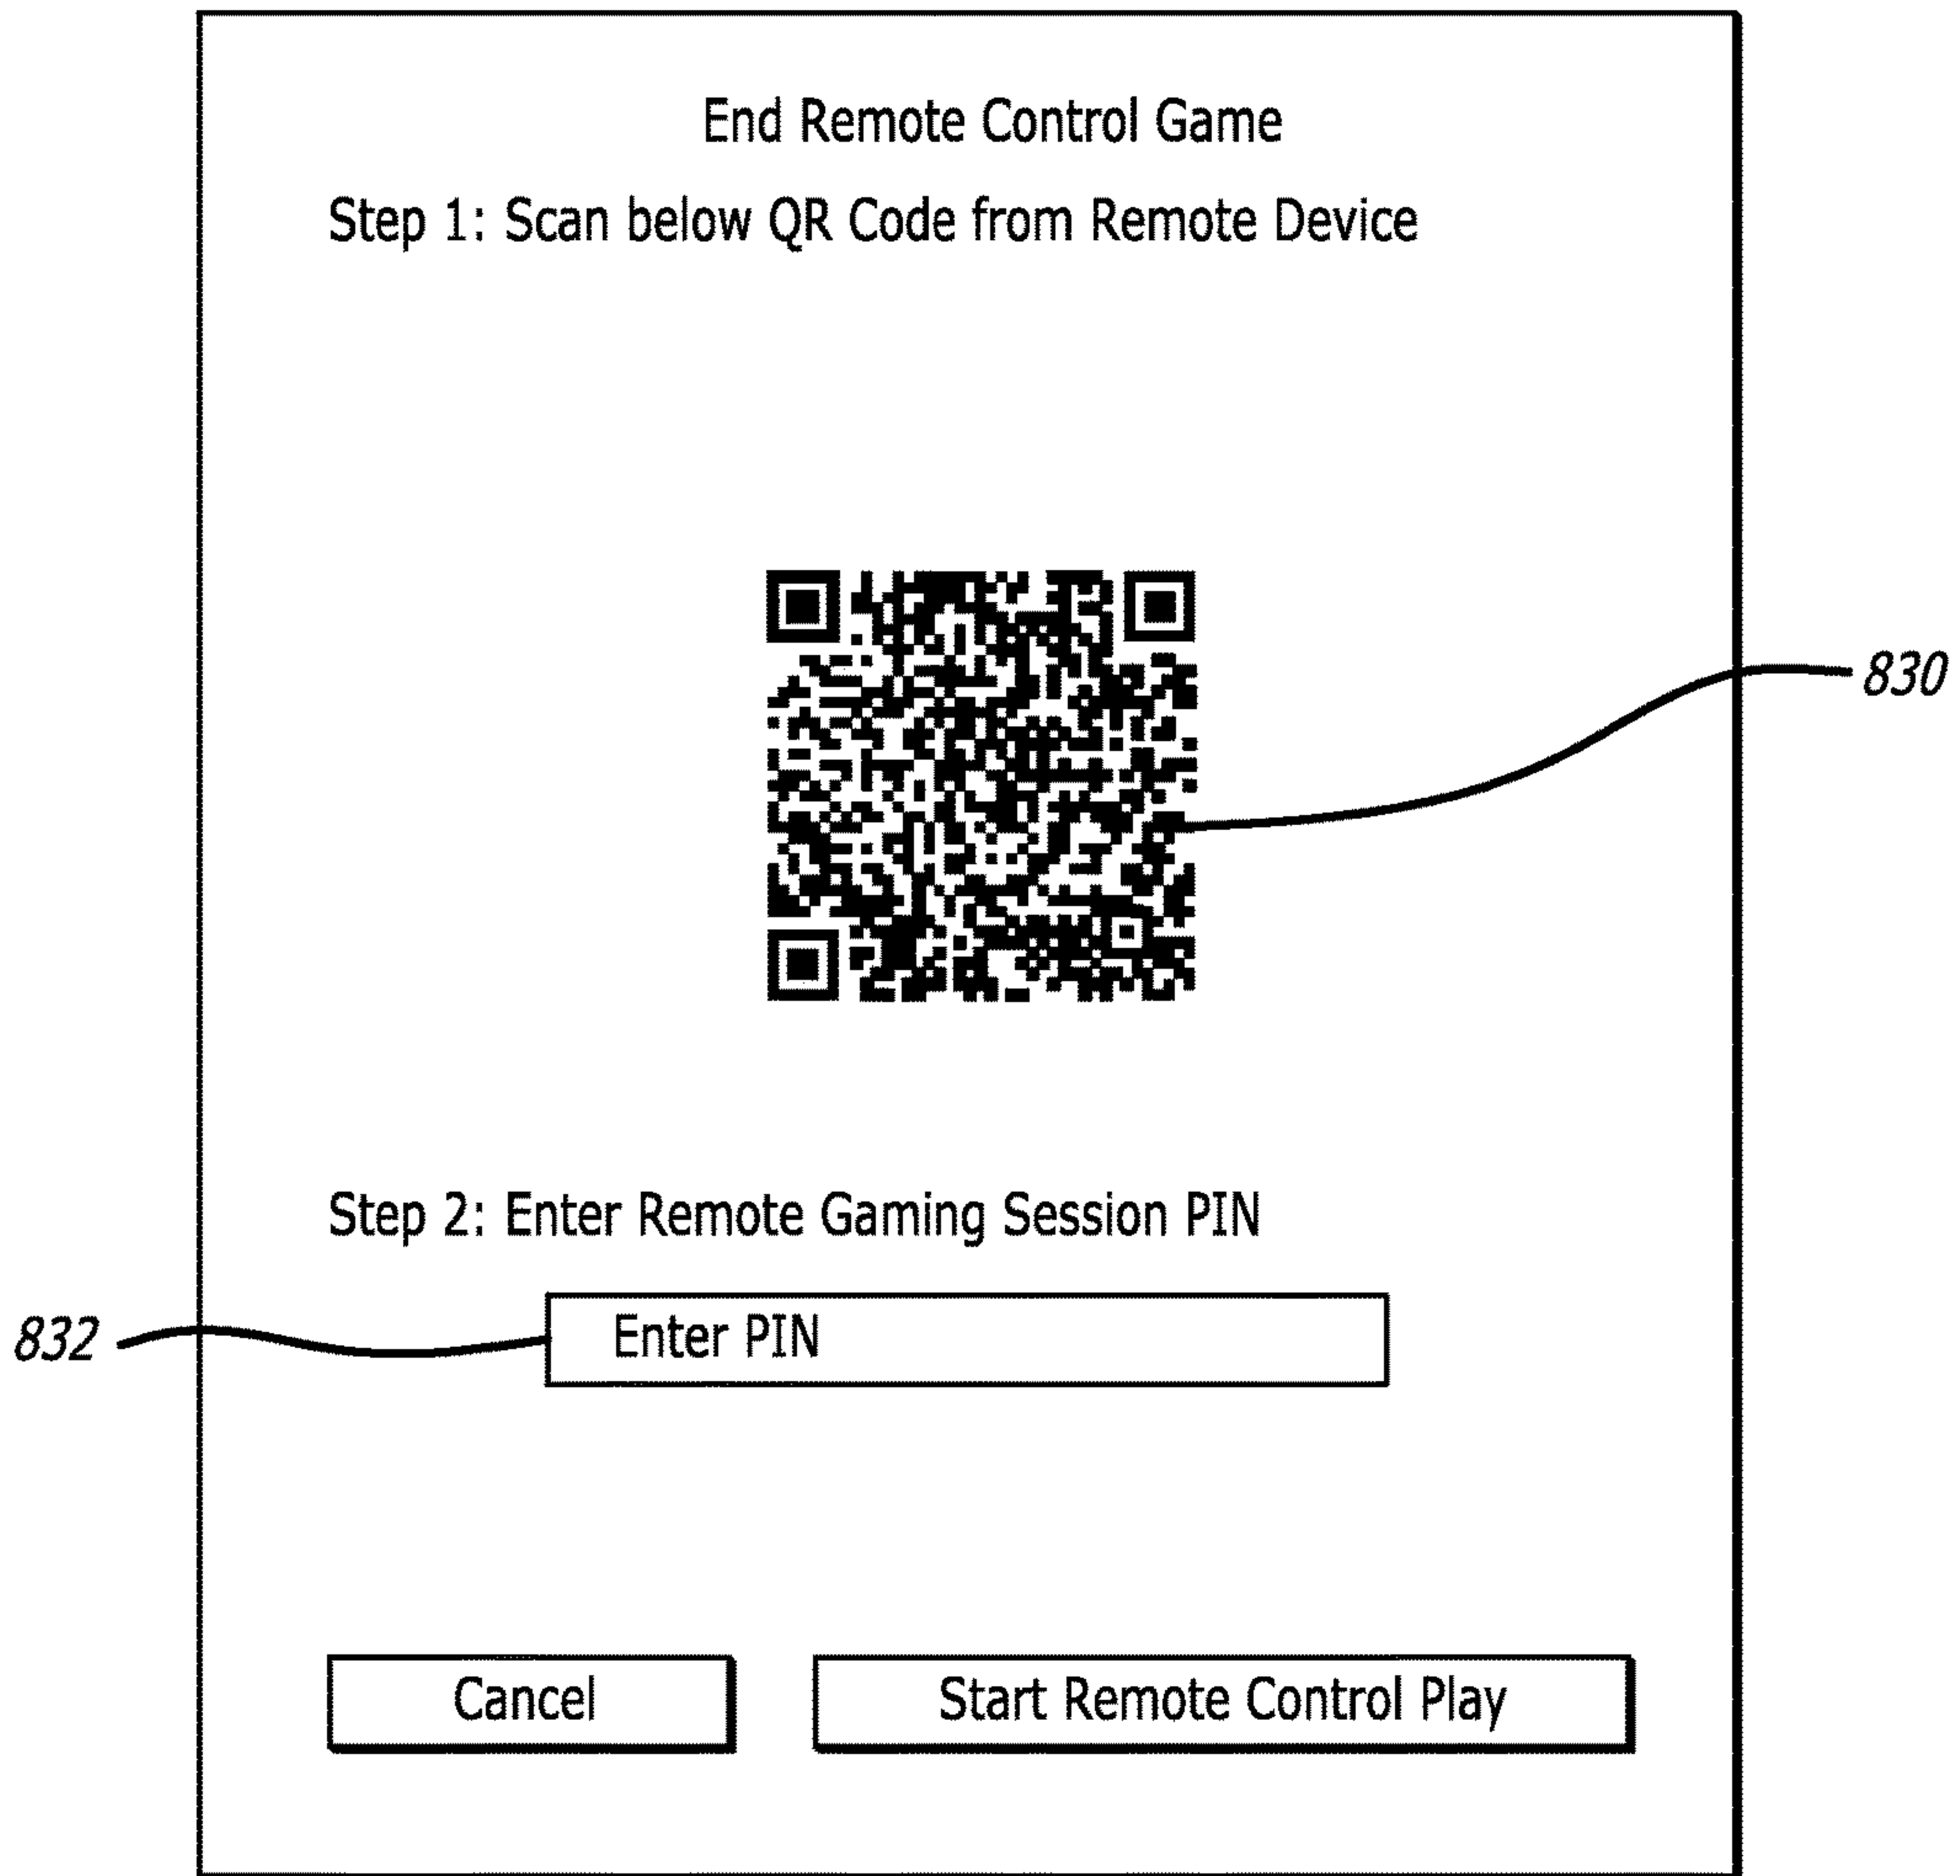 End Remote Control Game
Step 1: Scan below QR Code from Remote Device
830
Step 2: Enter Remote Gaming Session PIN
832
Enter PIN
Cancel
Start Remote Control Play